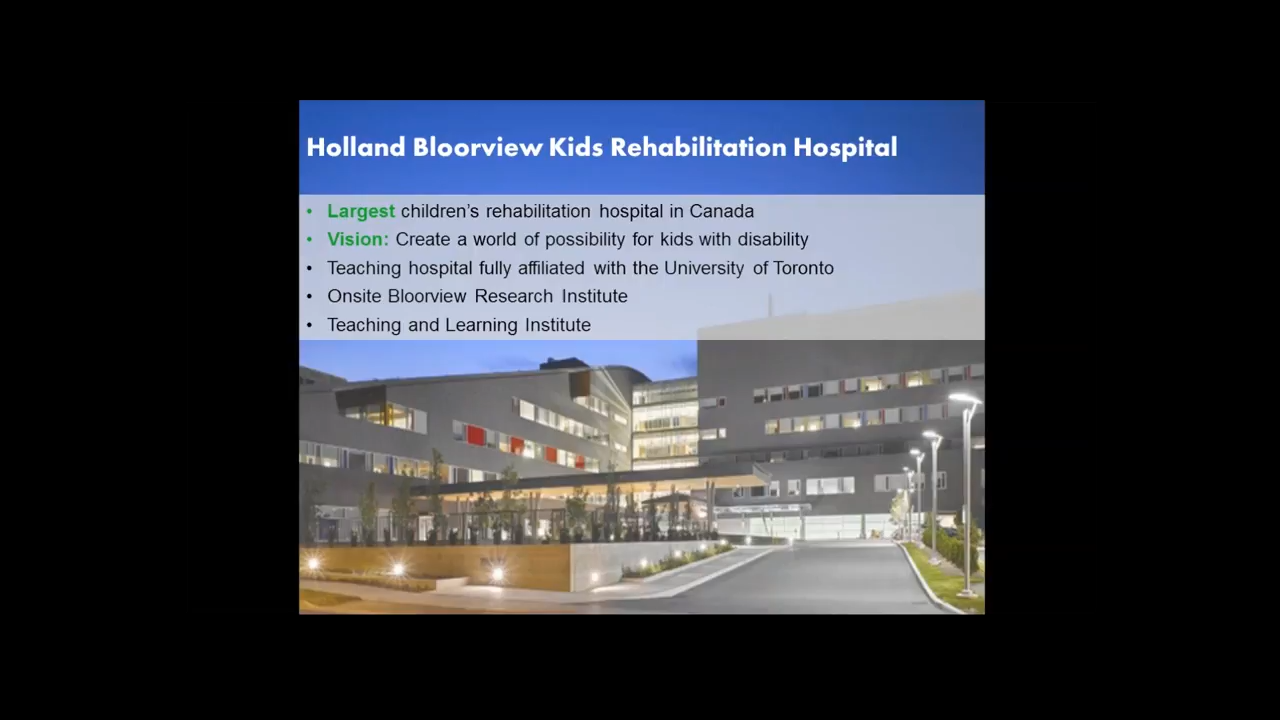 Holland Bloorview Kids Rehabilitation Hospital
• Largest children's rehabilitation hospital in Canada
• Vision: Create a world of possibility for kids with disability
• Teaching hospital fully affiliated with the University of Toronto
• Onsite Bloorview Research Institute
• Teaching and Learning Institute